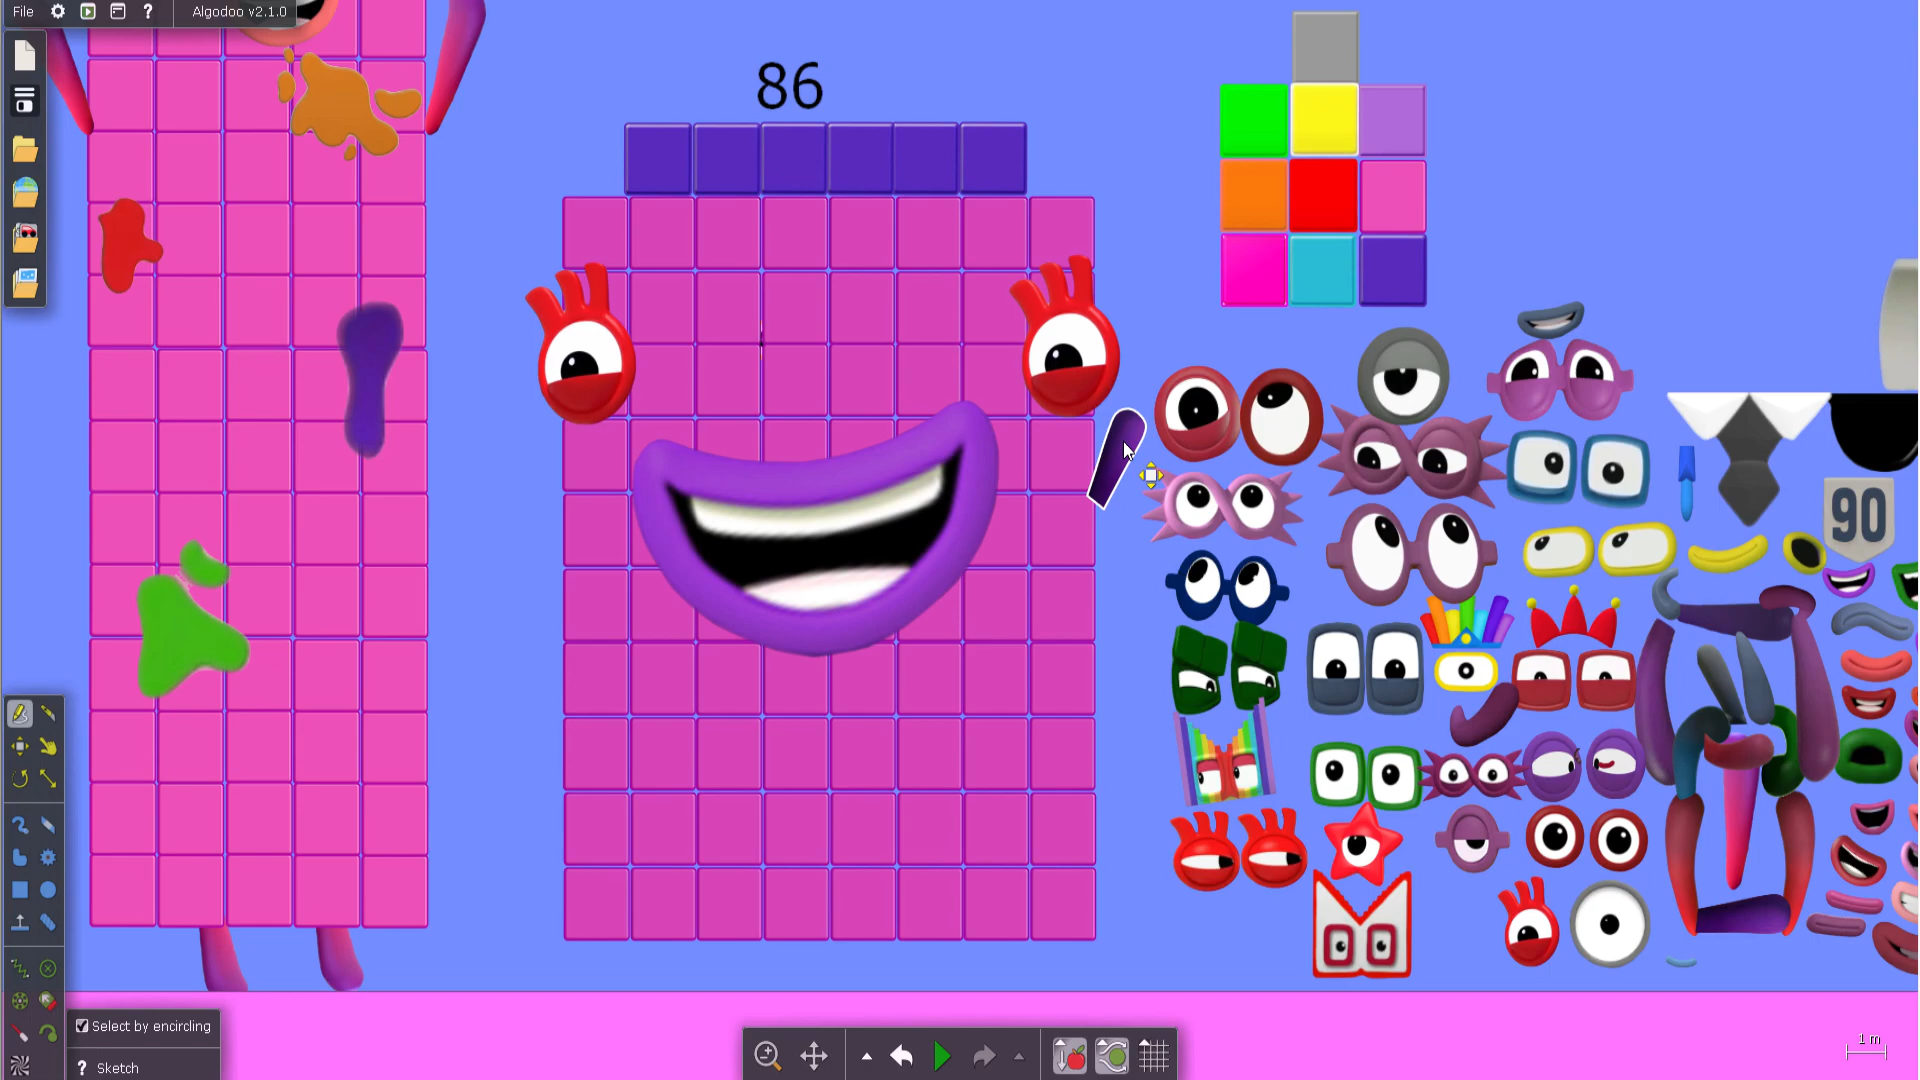 File ? Algodoo v2.1.0
86
90
Select by encircling
? Sketch
1 m